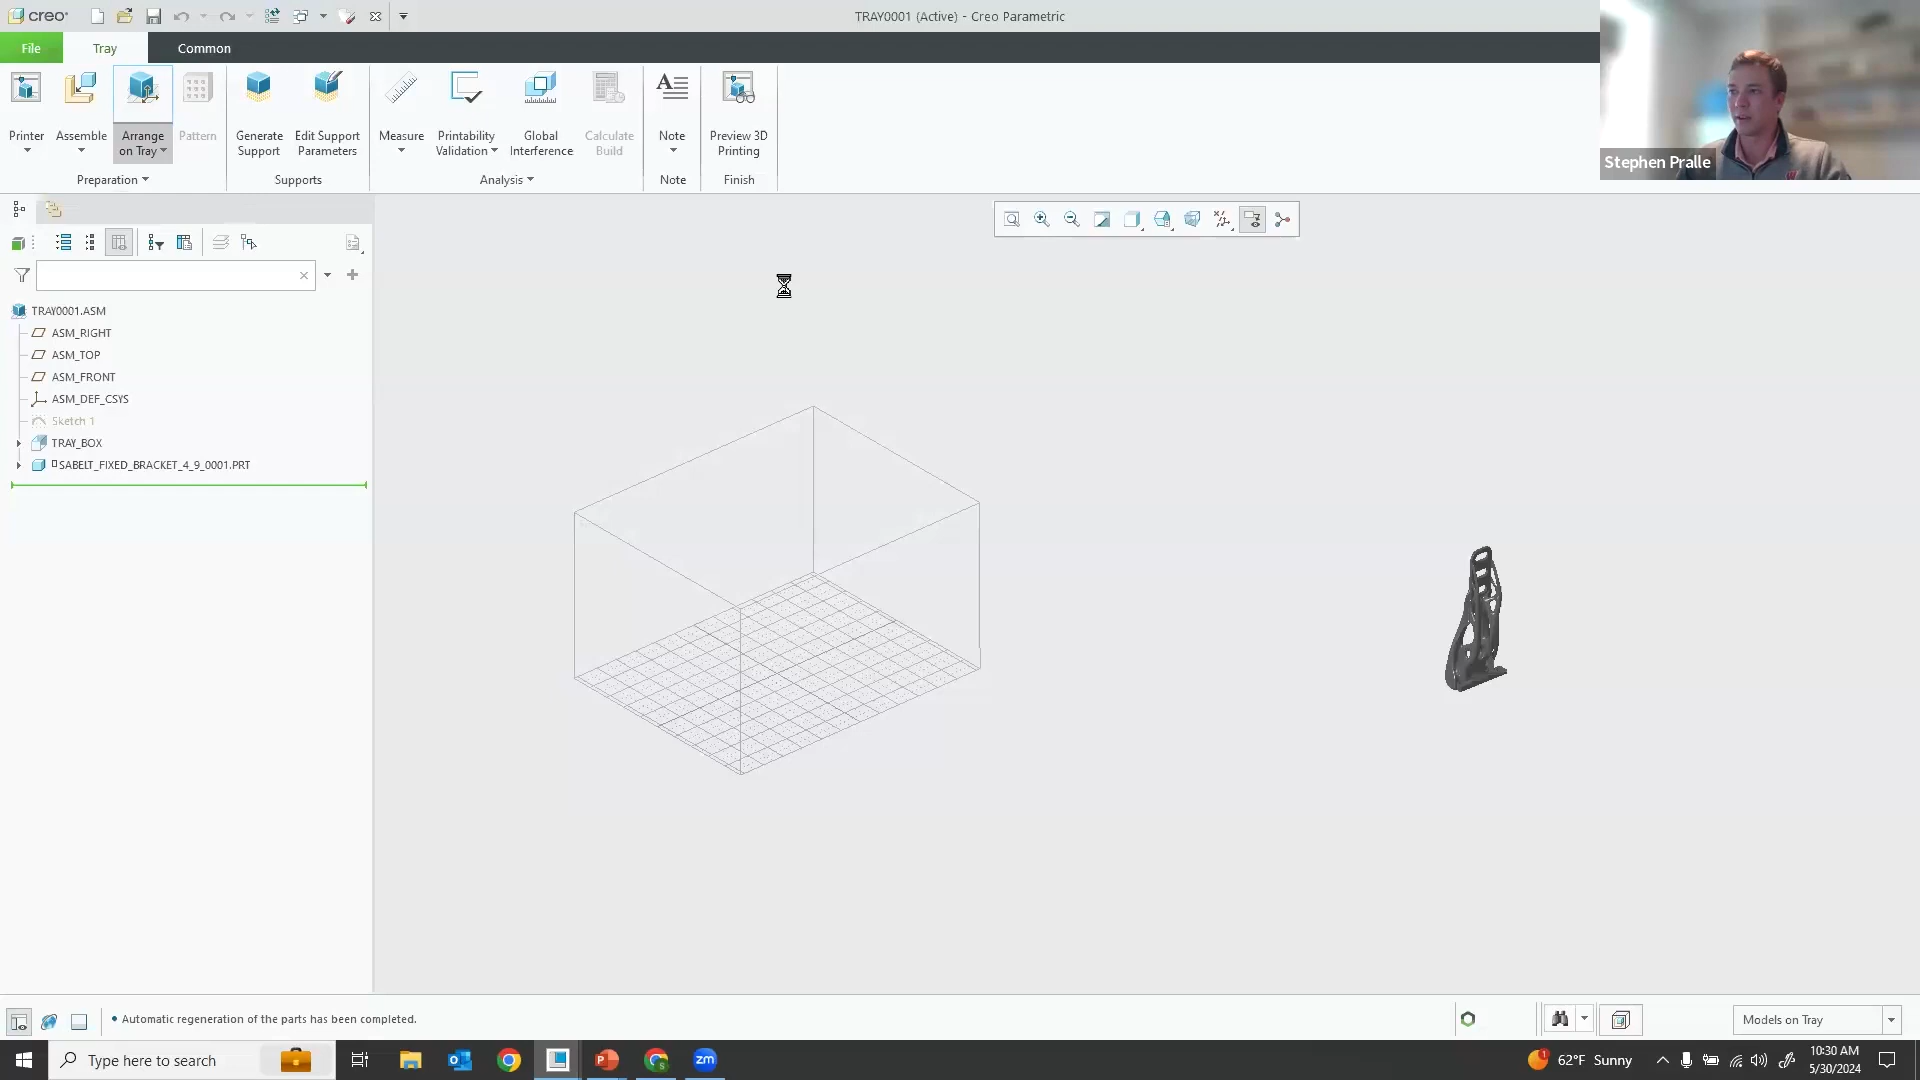 creo
TRAY0001 (Active) - Creo Parametric
File
Tray
Common
Printer
Assemble
Arrange
on Tray
Pattern
Generate
Support
Edit Support
Parameters
Measure
Printability
Validation
Global
Interference
Calculate
Build
Note
Preview 3D
Printing
Preparation
Supports
Analysis
Note
Finish
Stephen Pralle
TRAY0001.ASM
ASM_RIGHT
ASM_TOP
ASM_FRONT
ASM_DEF_CSYS
Sketch 1
TRAY_BOX
SABELT_FIXED_BRACKET_4_9_0001.PRT
• Automatic regeneration of the parts has been completed.
Models on Tray
Type here to search
zm
1
62°F Sunny
10:30 AM
5/30/2024